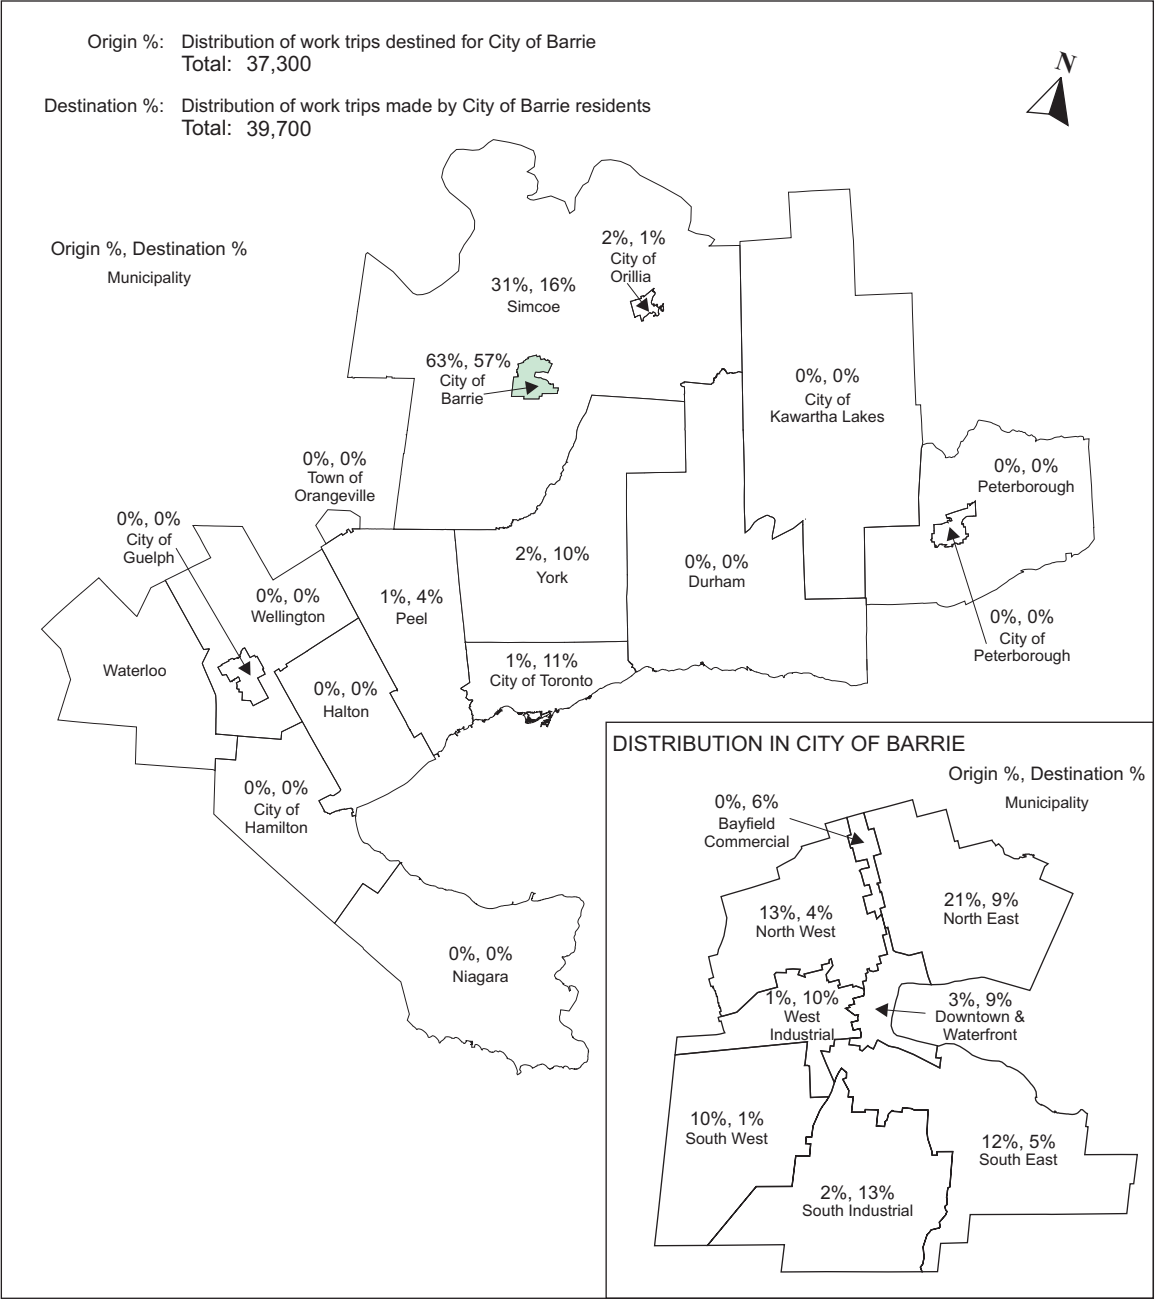 Origin %: Distribution of work trips destined for City of Barrie
Total: 37,300
Destination %: Distribution of work trips made by City of Barrie residents
Total: 39,700
N
Origin %, Destination %
Municipality
2%, 1%
City of
Orillia
31%, 16%
Simcoe
63%, 57%
City of
Barrie
0%, 0%
City of
Kawartha Lakes
0%, 0%
Town of
Orangeville
0%, 0%
Peterborough
0%, 0%
City of
Guelph
2%, 10%
York
0%, 0%
Durham
0%, 0%
Wellington
1%, 4%
Peel
0%, 0%
City of
Peterborough
Waterloo
1%, 11%
City of Toronto
0%, 0%
Halton
0%, 0%
City of
Hamilton
0%, 0%
Niagara
DISTRIBUTION IN CITY OF BARRIE
Origin %, Destination %
Municipality
0%, 6%
Bayfield
Commercial
21%, 9%
North East
13%, 4%
North West
1%, 10%
West
Industrial
3%, 9%
Downtown &
Waterfront
10%, 1%
South West
12%, 5%
South East
2%, 13%
South Industrial